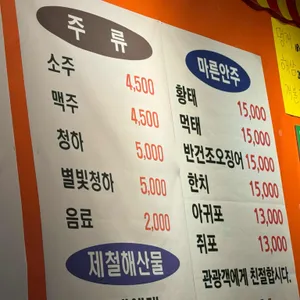 주 류
소주 4,500
맥주 4,500
청하 5,000
별빛청하 5,000
음료 2,000
제철해산물
마른안주
황태 15,000
먹태 15,000
반건조오징어 15,000
한치 15,000
아귀포 13,000
쥐포 13,000
관광객에게 친절합시다.